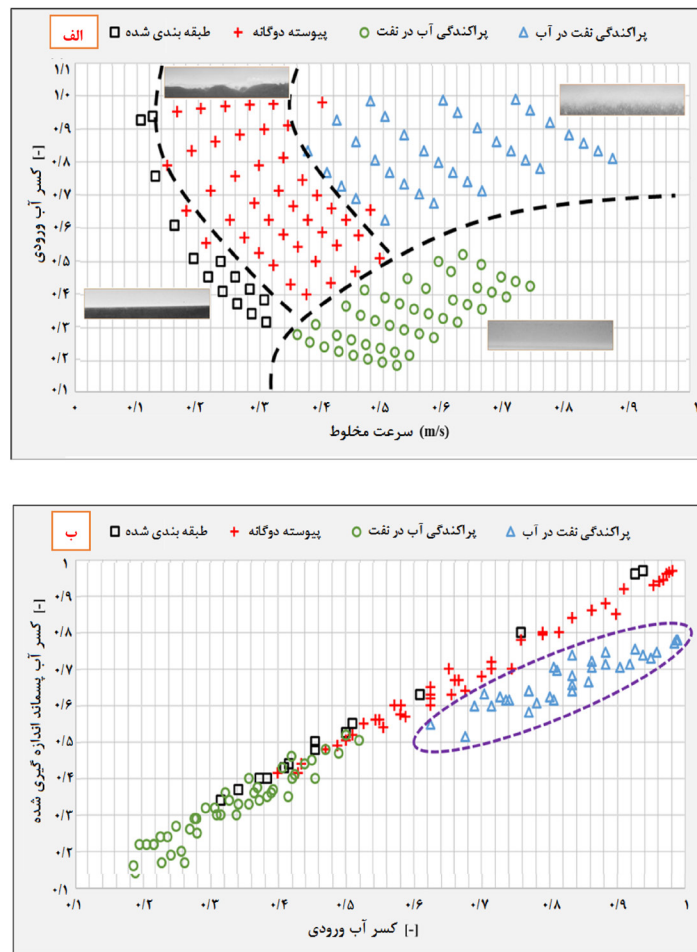 الف
طبقه بندی شده
پیوسته دوگانه
پراکندگی آب در نفت
پراکندگی نفت در آب
کسر آب ورودی [-]
۱/۱
۱/۰
۰/۹
۰/۸
۰/۷
۰/۶
۰/۵
۰/۴
۰/۳
۰/۲
۰/۱
۰ ۰/۱ ۰/۲ ۰/۳ ۰/۴ ۰/۵ ۰/۶ ۰/۷ ۰/۸ ۰/۹
سرعت مخلوط (m/s)
ب
طبقه بندی شده
پیوسته دوگانه
پراکندگی آب در نفت
پراکندگی نفت در آب
کسر آب پسماند اندازه گیری شده [-]
۱
۰/۹
۰/۸
۰/۷
۰/۶
۰/۵
۰/۴
۰/۳
۰/۲
۰/۱
۰/۱ ۰/۲ ۰/۳ ۰/۴ ۰/۵ ۰/۶ ۰/۷ ۰/۸ ۰/۹ ۱
کسر آب ورودی [-]